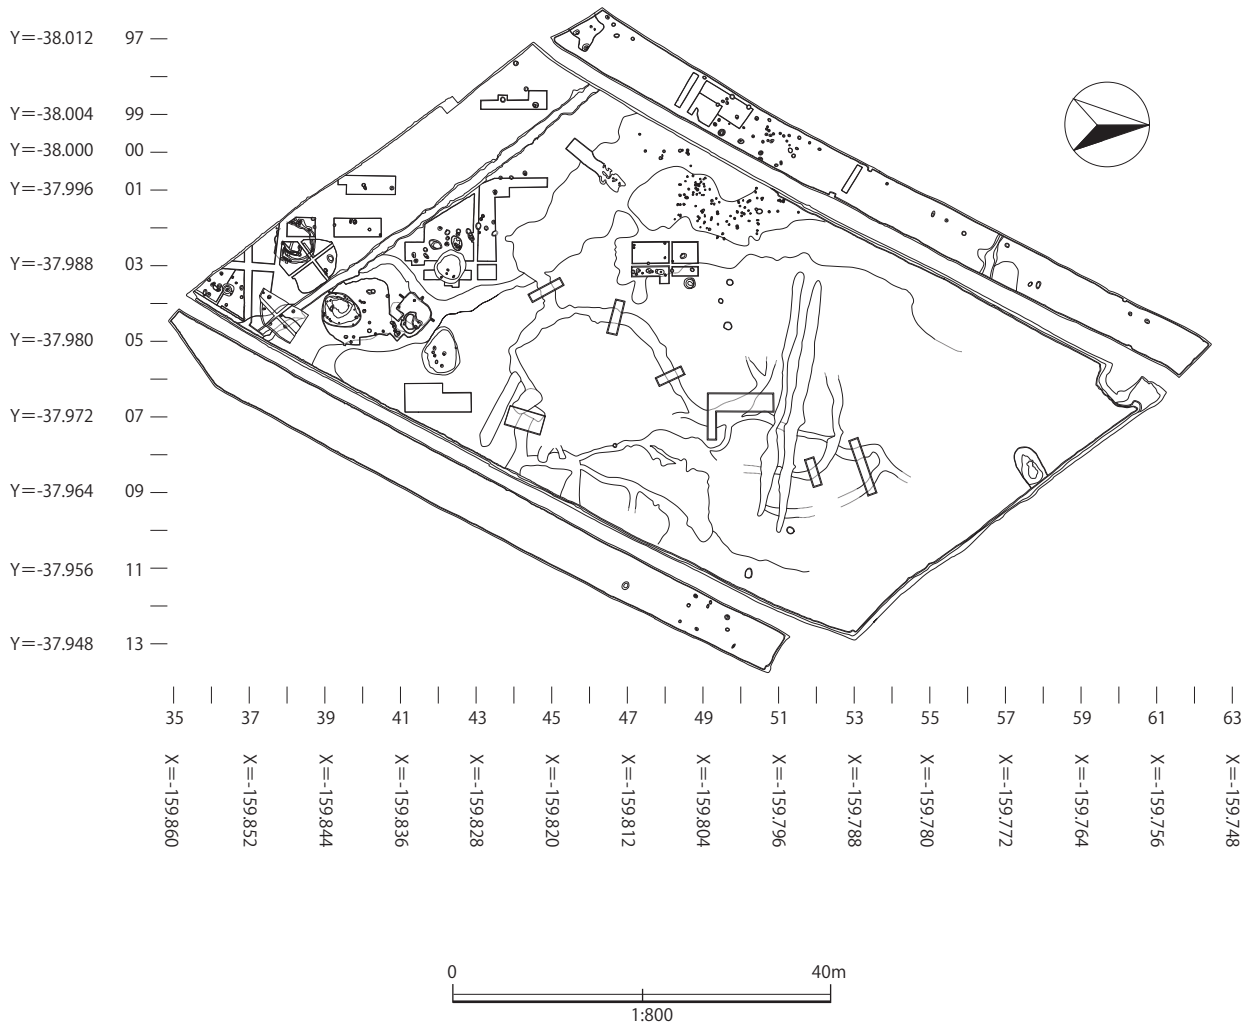 Y=-38.012 97
Y=-38.004 99
Y=-38.000 00
Y=-37.996 01
Y=-37.988 03
Y=-37.980 05
Y=-37.972 07
Y=-37.964 09
Y=-37.956 11
Y=-37.948 13
35 37 39 41 43 45 47 49 51 53 55 57 59 61 63
X=-159.860
X=-159.852
X=-159.844
X=-159.836
X=-159.828
X=-159.820
X=-159.812
X=-159.804
X=-159.796
X=-159.788
X=-159.780
X=-159.772
X=-159.764
X=-159.756
X=-159.748
0 40m
1:800